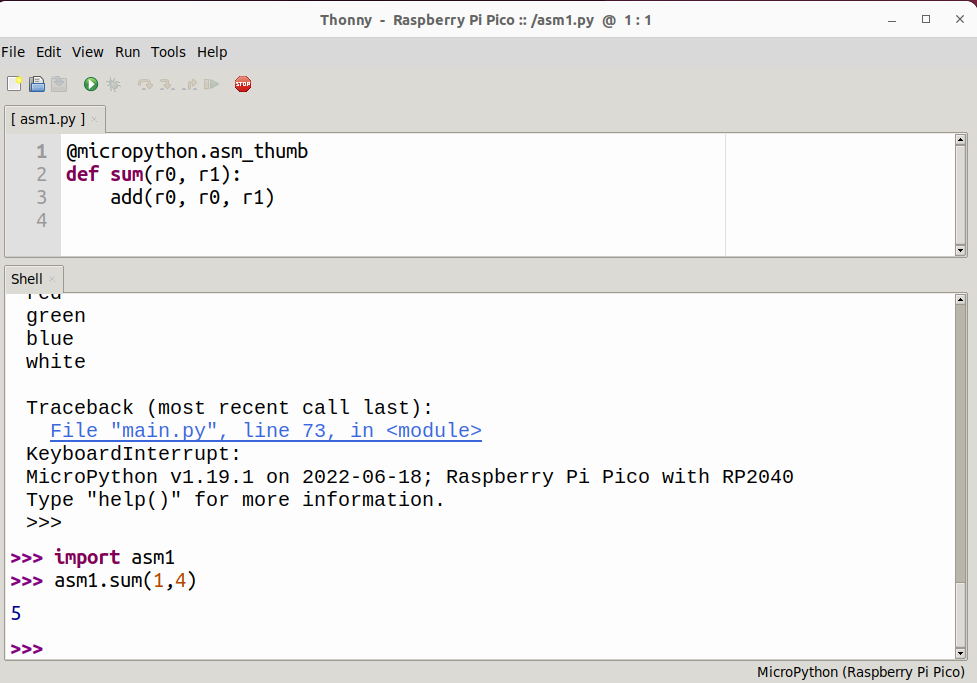 Thonny - Raspberry Pi Pico :: /asm1.py @ 1 : 1
File Edit View Run Tools Help
STOP
[ asm1.py ]
1 @micropython.asm_thumb
2 def sum(r0, r1):
3     add(r0, r0, r1)
4
Shell
red
green
blue
white
Traceback (most recent call last):
  File "main.py", line 73, in <module>
KeyboardInterrupt:
MicroPython v1.19.1 on 2022-06-18; Raspberry Pi Pico with RP2040
Type "help()" for more information.
>>>
>>> import asm1
>>> asm1.sum(1,4)
5
>>>
MicroPython (Raspberry Pi Pico)